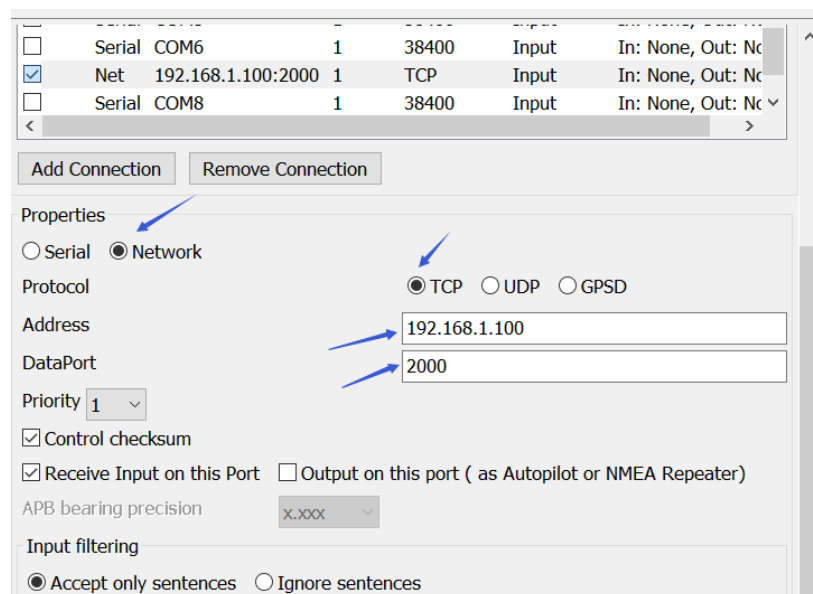 Serial COM6 1 38400 Input In: None, Out: No
Net 192.168.1.100:2000 1 TCP Input In: None, Out: No
Serial COM8 1 38400 Input In: None, Out: No
Add Connection Remove Connection
Properties
Serial Network
Protocol TCP UDP GPSD
Address 192.168.1.100
DataPort 2000
Priority 1
Control checksum
Receive Input on this Port Output on this port ( as Autopilot or NMEA Repeater)
APB bearing precision x.xxx
Input filtering
Accept only sentences Ignore sentences